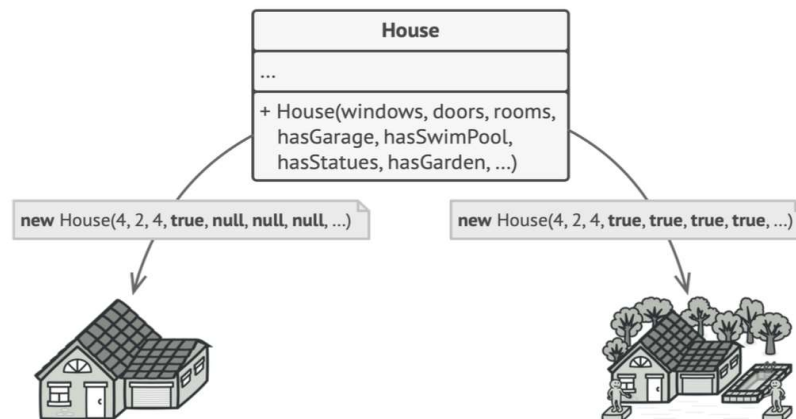 House
...
+ House(windows, doors, rooms,
hasGarage, hasSwimPool,
hasStatues, hasGarden, ...)
new House(4, 2, 4, true, null, null, null, ...)
new House(4, 2, 4, true, true, true, true, ...)